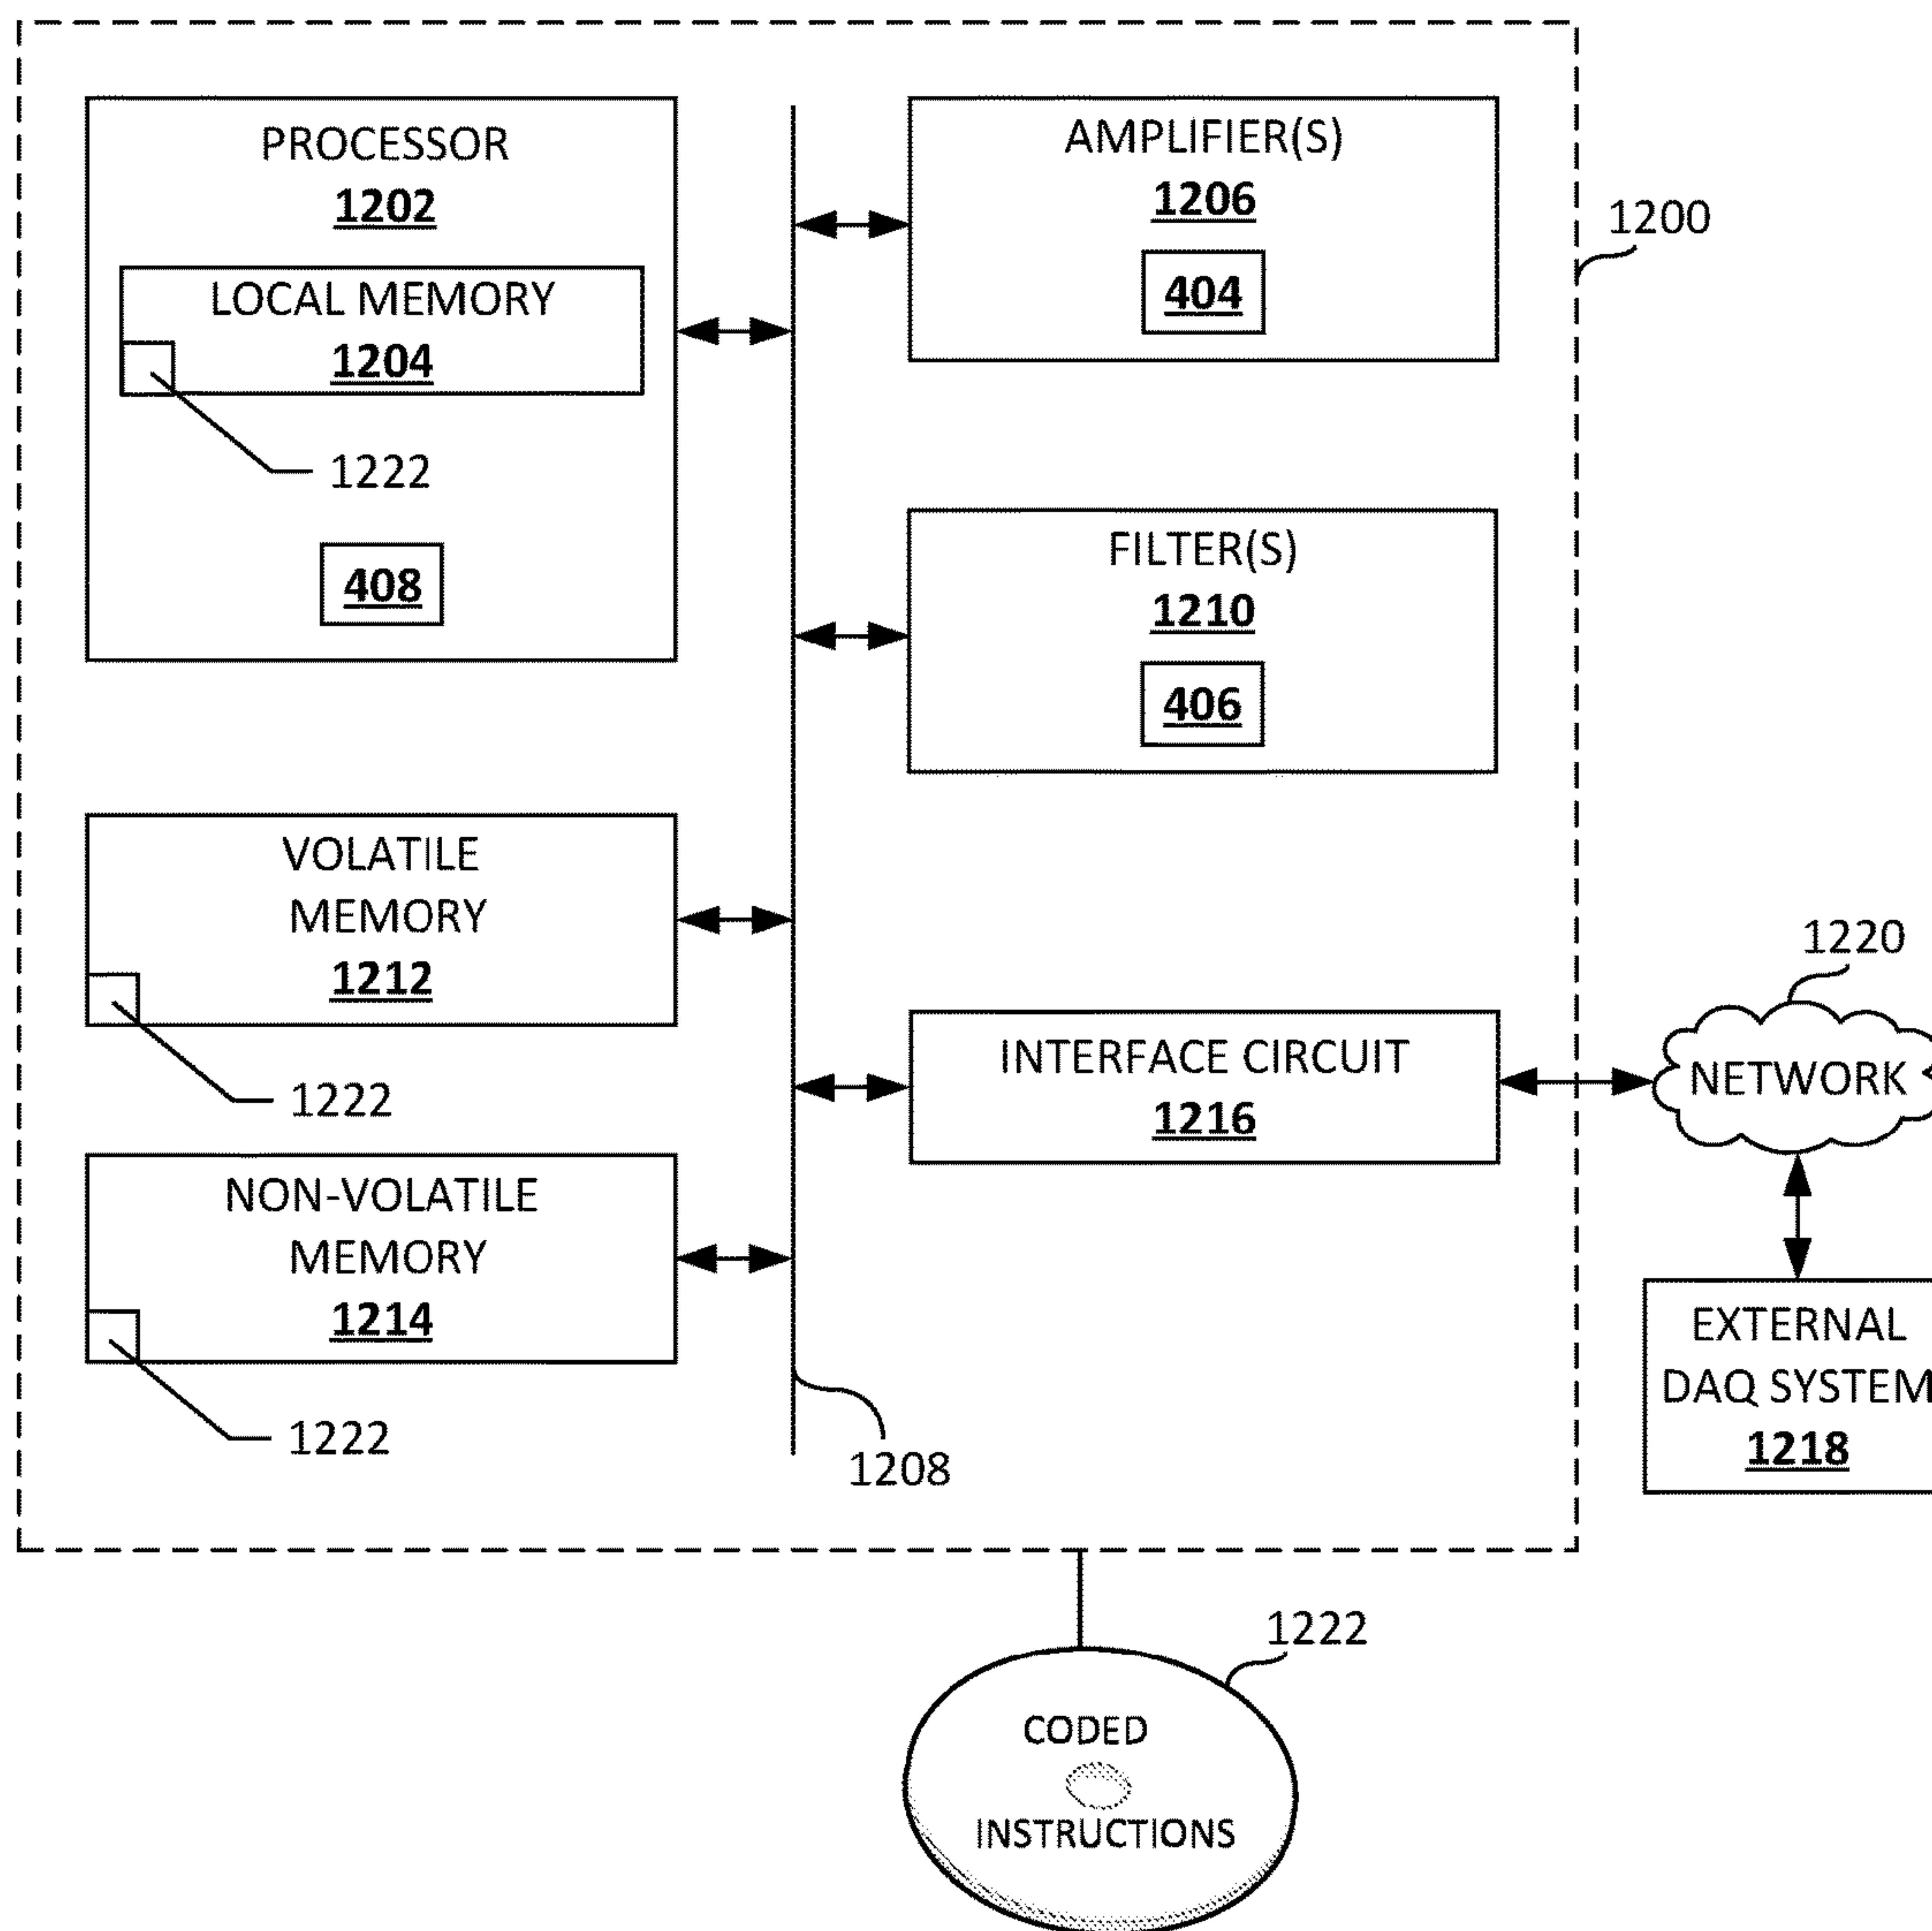 PROCESSOR
1202
LOCAL MEMORY
1204
1222
408
AMPLIFIER(S)
1206
404
1200
FILTER(S)
1210
406
VOLATILE
MEMORY
1212
1222
INTERFACE CIRCUIT
1216
1220
NETWORK
NON-VOLATILE
MEMORY
1214
1222
1208
EXTERNAL
DAQ SYSTEM
1218
1222
CODED
INSTRUCTIONS